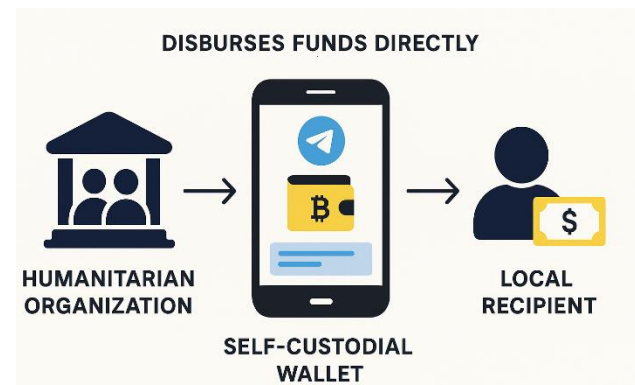 DISBURSES FUNDS DIRECTLY
HUMANITARIAN
ORGANIZATION
₿
SELF-CUSTODIAL
WALLET
$
LOCAL
RECIPIENT